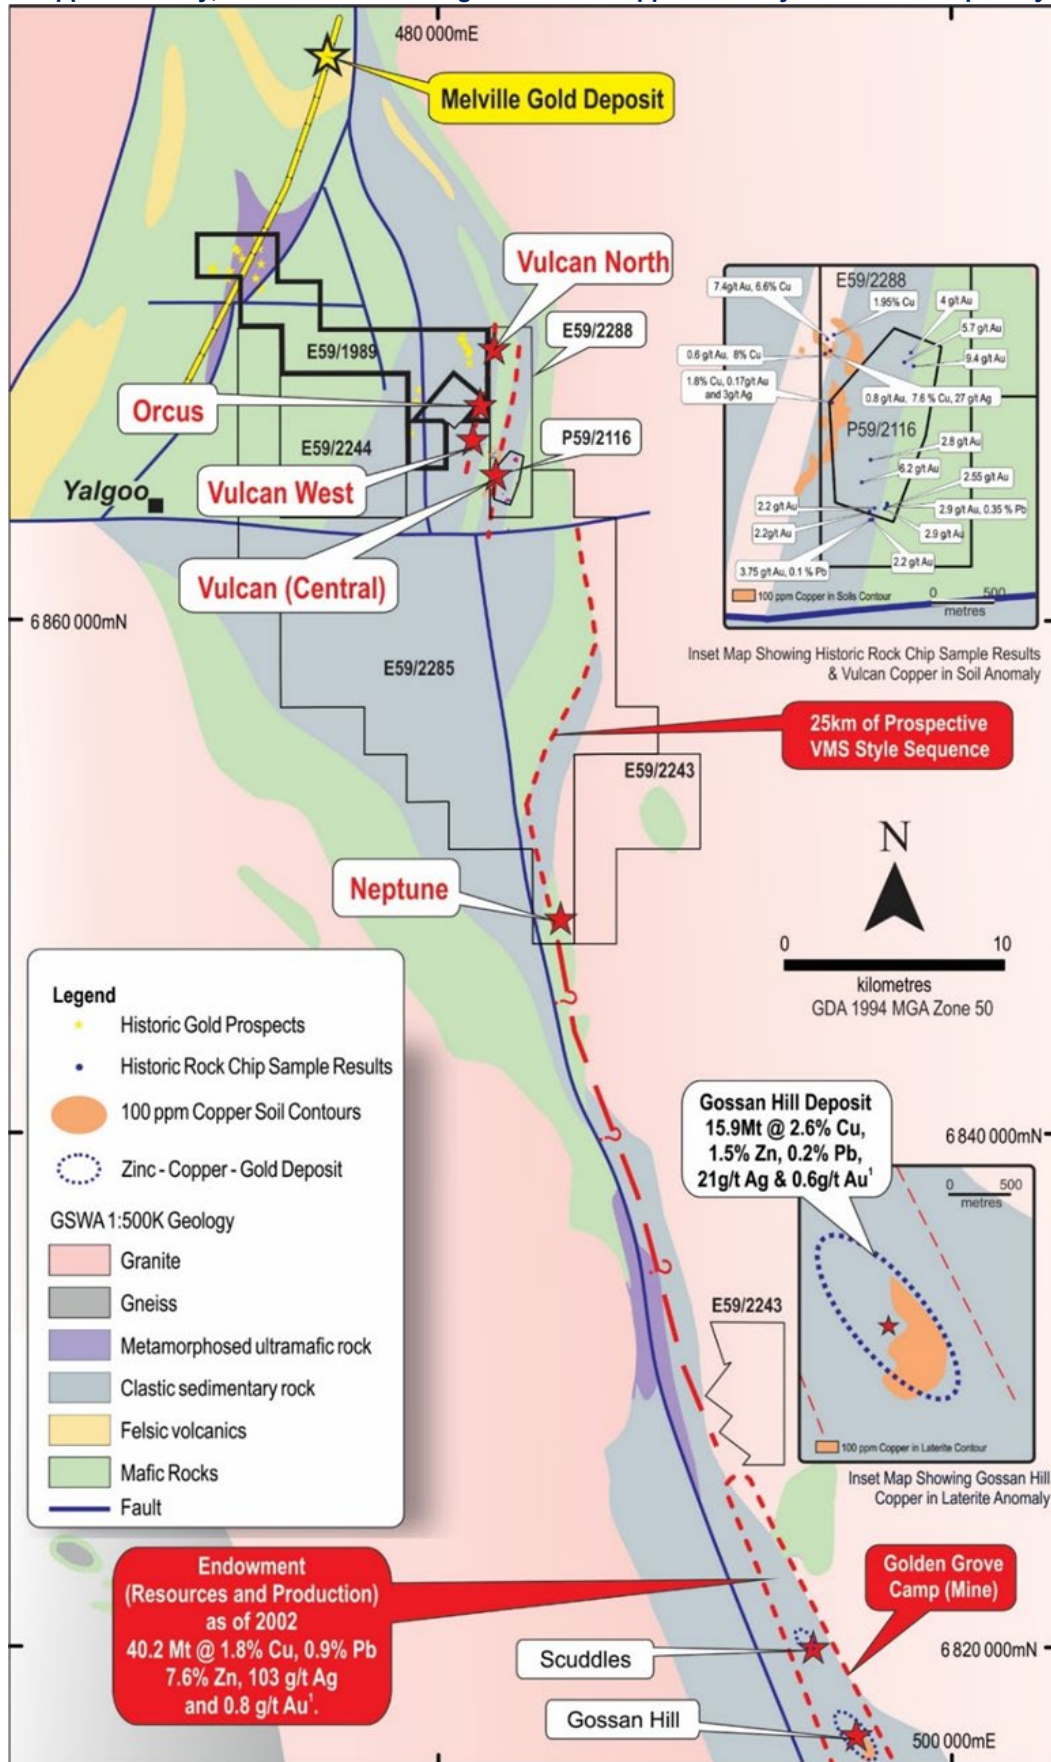 480 000mE
Melville Gold Deposit
Vulcan North
E59/2288
E59/1989
Orcus
P59/2116
E59/2244
Vulcan West
Yalgoo
Vulcan (Central)
6 860 000mN
E59/2285
E59/2288
7.4g/t Au, 6.6% Cu
1.95% Cu
4 g/t Au
5.7 g/t Au
0.6 g/t Au, 8% Cu
9.4 g/t Au
1.8% Cu, 0.17g/t Au
and 3g/t Ag
0.8 g/t Au, 7.6 % Cu, 27 g/t Ag
P59/2116
2.8 g/t Au
6.2 g/t Au
2.55 g/t Au
2.2 g/t Au
2.9 g/t Au, 0.35 % Pb
2.2g/t Au
2.9 g/t Au
2.2 g/t Au
3.75 g/t Au, 0.1 % Pb
100 ppm Copper in Soils Contour
0 500
metres
Inset Map Showing Historic Rock Chip Sample Results
& Vulcan Copper in Soil Anomaly
25km of Prospective
VMS Style Sequence
E59/2243
N
Neptune
0 10
kilometres
GDA 1994 MGA Zone 50
Legend
Historic Gold Prospects
Historic Rock Chip Sample Results
100 ppm Copper Soil Contours
Zinc - Copper - Gold Deposit
GSWA 1:500K Geology
Granite
Gneiss
Metamorphosed ultramafic rock
Clastic sedimentary rock
Felsic volcanics
Mafic Rocks
Fault
?
?
?
Gossan Hill Deposit
15.9Mt @ 2.6% Cu,
1.5% Zn, 0.2% Pb,
21g/t Ag & 0.6g/t Au¹
6 840 000mN
0 500
metres
E59/2243
100 ppm Copper in Laterite Contour
Inset Map Showing Gossan Hill
Copper in Laterite Anomaly
Endowment
(Resources and Production)
as of 2002
40.2 Mt @ 1.8% Cu, 0.9% Pb
7.6% Zn, 103 g/t Ag
and 0.8 g/t Au¹.
Golden Grove
Camp (Mine)
Scuddles
6 820 000mN
Gossan Hill
500 000mE